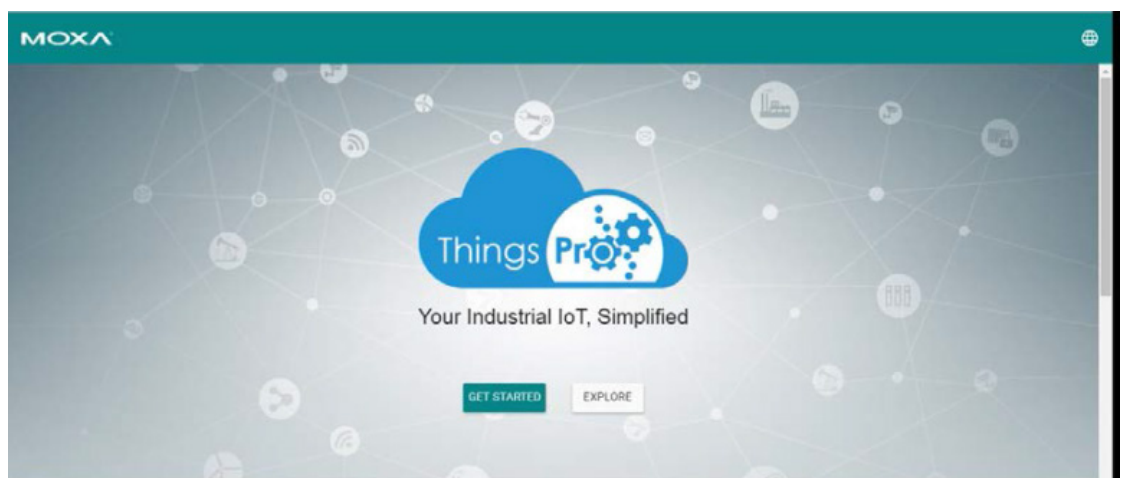 MOXA
Things Pro
Your Industrial IoT, Simplified
GET STARTED
EXPLORE